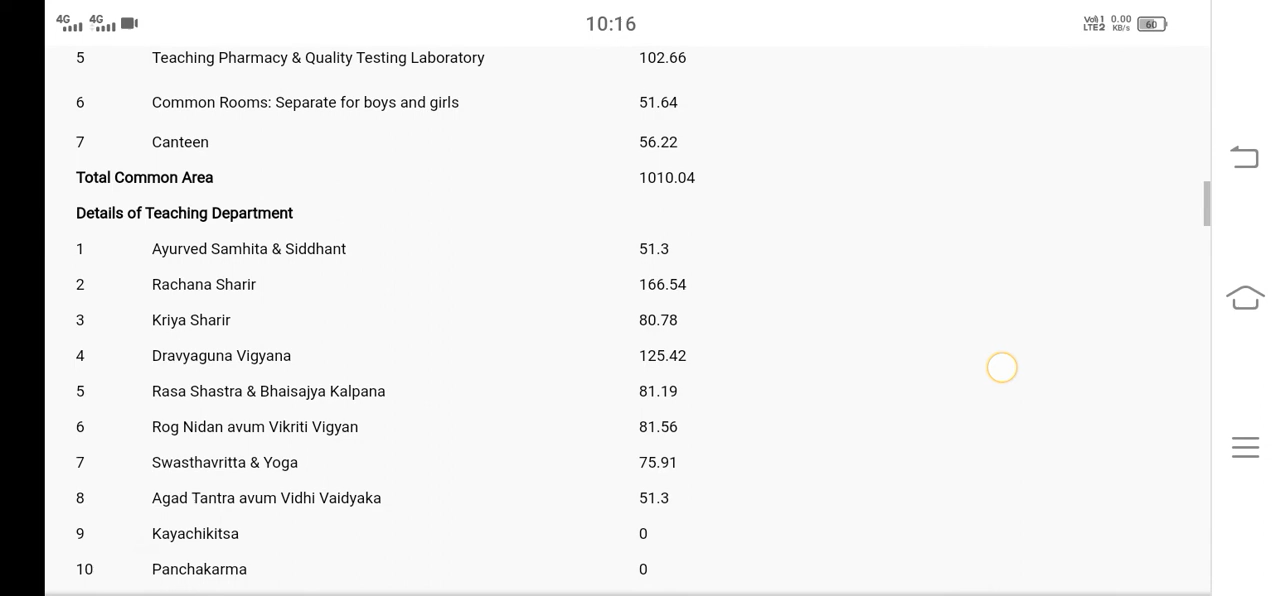 4G 4G 10:16 Vo)) 1 LTE2 0.00 KB/s 60
5 Teaching Pharmacy & Quality Testing Laboratory 102.66
6 Common Rooms: Separate for boys and girls 51.64
7 Canteen 56.22
Total Common Area 1010.04
Details of Teaching Department
1 Ayurved Samhita & Siddhant 51.3
2 Rachana Sharir 166.54
3 Kriya Sharir 80.78
4 Dravyaguna Vigyana 125.42
5 Rasa Shastra & Bhaisajya Kalpana 81.19
6 Rog Nidan avum Vikriti Vigyan 81.56
7 Swasthavritta & Yoga 75.91
8 Agad Tantra avum Vidhi Vaidyaka 51.3
9 Kayachikitsa 0
10 Panchakarma 0